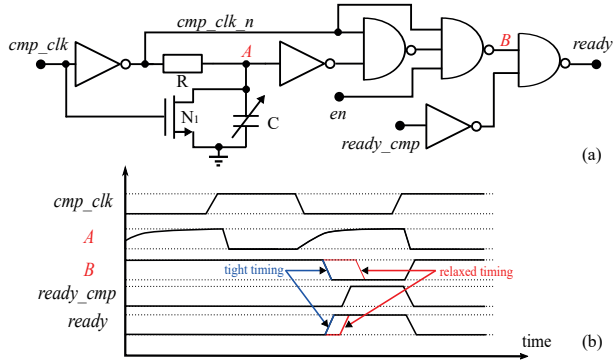 cmp_clk_n
cmp_clk
A
B
ready
R
N1
C
en
ready_cmp
(a)
cmp_clk
A
B
tight timing
relaxed timing
ready_cmp
ready
time
(b)